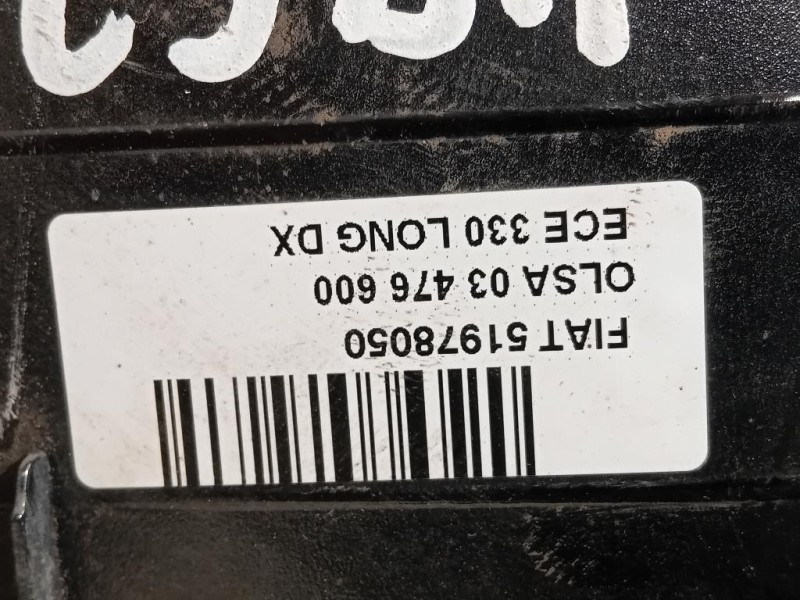 FIAT 51978050
OLSA 03 476 600
ECE 330 LONG DX